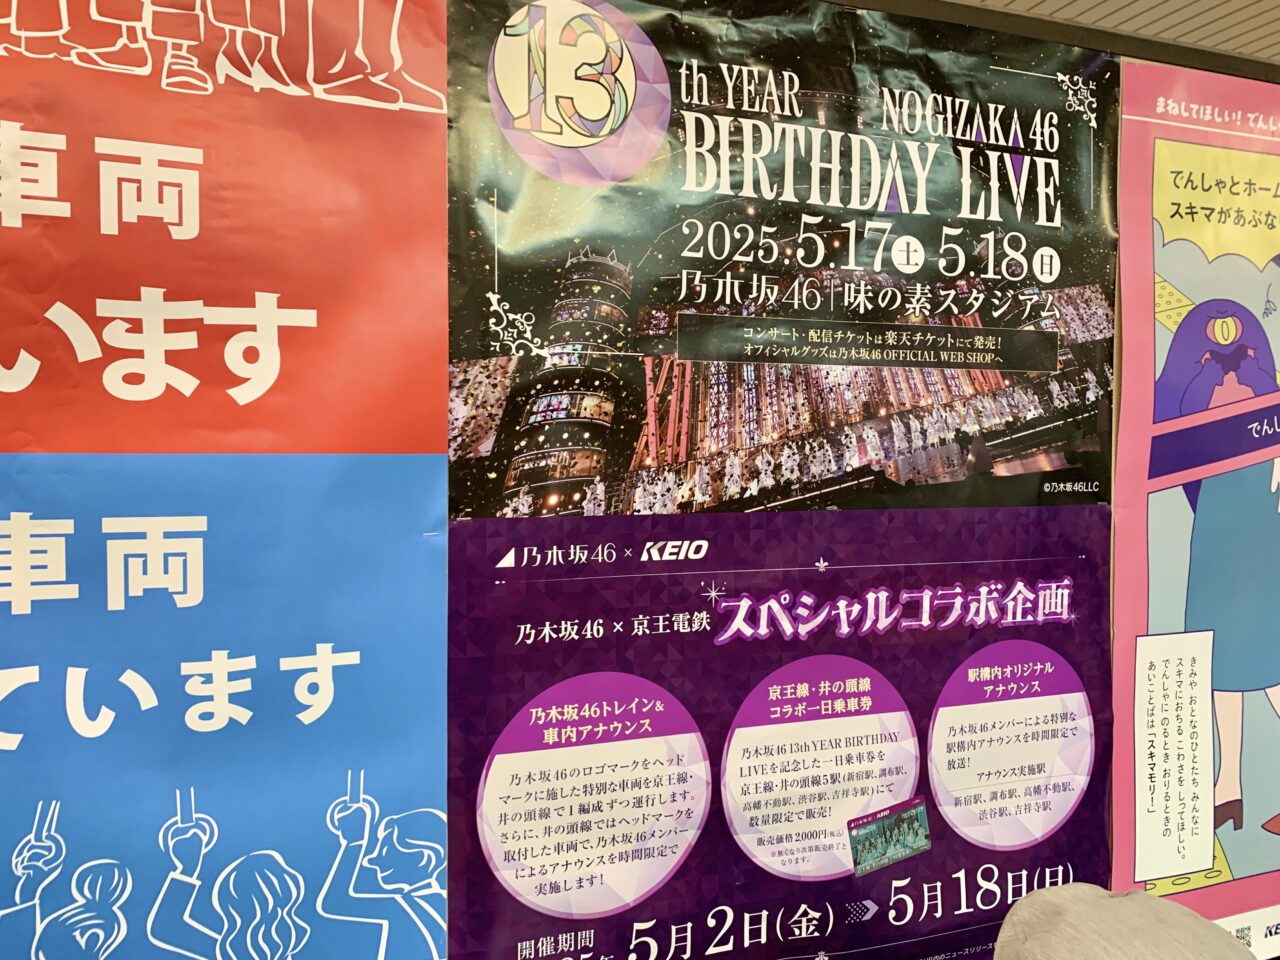 車両
います
車両
ています
13
th YEAR
NOGIZAKA 46
BIRTHDAY LIVE
2025.5.17土 5.18日
乃木坂46 | 味の素スタジアム
コンサート・配信チケットは楽天チケットにて発売!
オフィシャルグッズは乃木坂46 OFFICIAL WEB SHOPへ
©乃木坂46LLC
乃木坂46 × KEIO
乃木坂46 × 京王電鉄 スペシャルコラボ企画
乃木坂46トレイン&
車内アナウンス
乃木坂46のロゴマークをヘッド
マークに施した特別な車両を京王線・
井の頭線で1編成ずつ運行します。
さらに、井の頭線ではヘッドマークを
取付した車両で、乃木坂46メンバー
によるアナウンスを時間限定で
実施します!
京王線・井の頭線
コラボ一日乗車券
乃木坂46 13th YEAR BIRTHDAY
LIVEを記念した一日乗車券を
京王線・井の頭線5駅(新宿駅、調布駅、
高幡不動駅、渋谷駅、吉祥寺駅)にて
数量限定で販売!
販売価格2000円(税込)
※無くなり次第販売終了と
なります。
乃木坂46 × KEIO
駅構内オリジナル
アナウンス
乃木坂46メンバーによる特別な
駅構内アナウンスを時間限定で
放送!
アナウンス実施駅
新宿駅、調布駅、高幡不動駅、
渋谷駅、吉祥寺駅
開催期間
5月2日(金) 5月18日(日)
まねしてほしい! でんし
でんしゃとホーム
スキマがあぶな
でんし
きみや おとなのひとたち みんなに
スキマにおちる こわさを しってほしい。
でんしゃに のるとき おりるときの
あいことばは「スキマモリ!」
KE